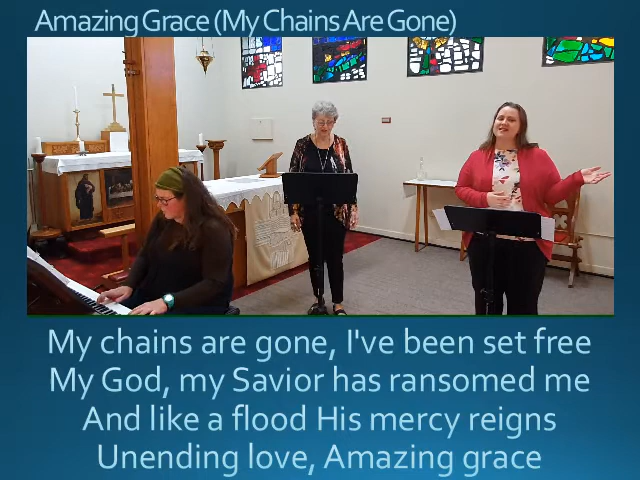 Amazing Grace (My Chains Are Gone)
My chains are gone, I've been set free
My God, my Savior has ransomed me
And like a flood His mercy reigns
Unending love, Amazing grace